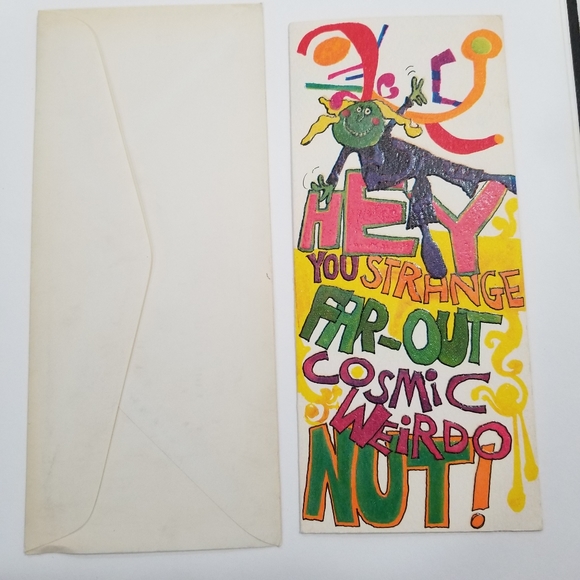 HEY
YOU STRANGE
FAR-OUT
COSMIC
WEIRDO
NUT!